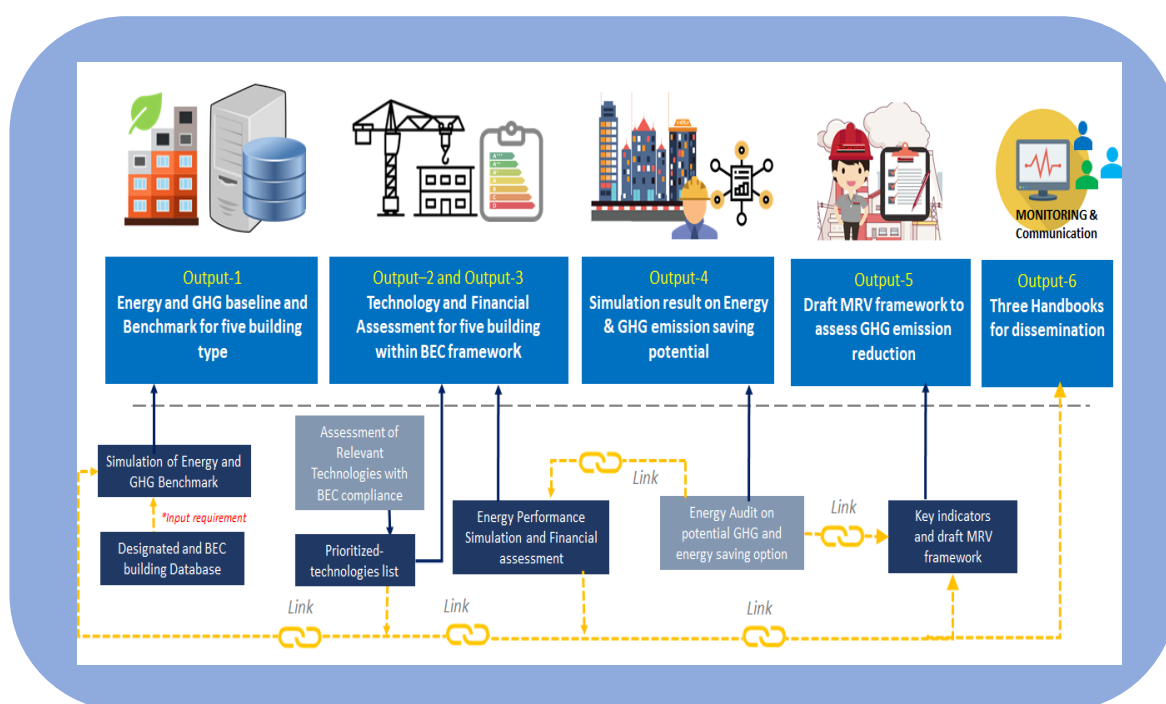 MONITORING &
Communication
Output-1
Energy and GHG baseline and
Benchmark for five building
type
Output–2 and Output-3
Technology and Financial
Assessment for five building
within BEC framework
Output-4
Simulation result on Energy
& GHG emission saving
potential
Output-5
Draft MRV framework to
assess GHG emission
reduction
Output-6
Three Handbooks
for dissemination
Simulation of Energy and
GHG Benchmark
*Input requirement
Designated and BEC
building Database
Assessment of
Relevant
Technologies with
BEC compliance
Prioritized-
technologies list
Energy Performance
Simulation and Financial
assessment
Link
Energy Audit on
potential GHG and
energy saving option
Link
Key indicators
and draft MRV
framework
Link
Link
Link